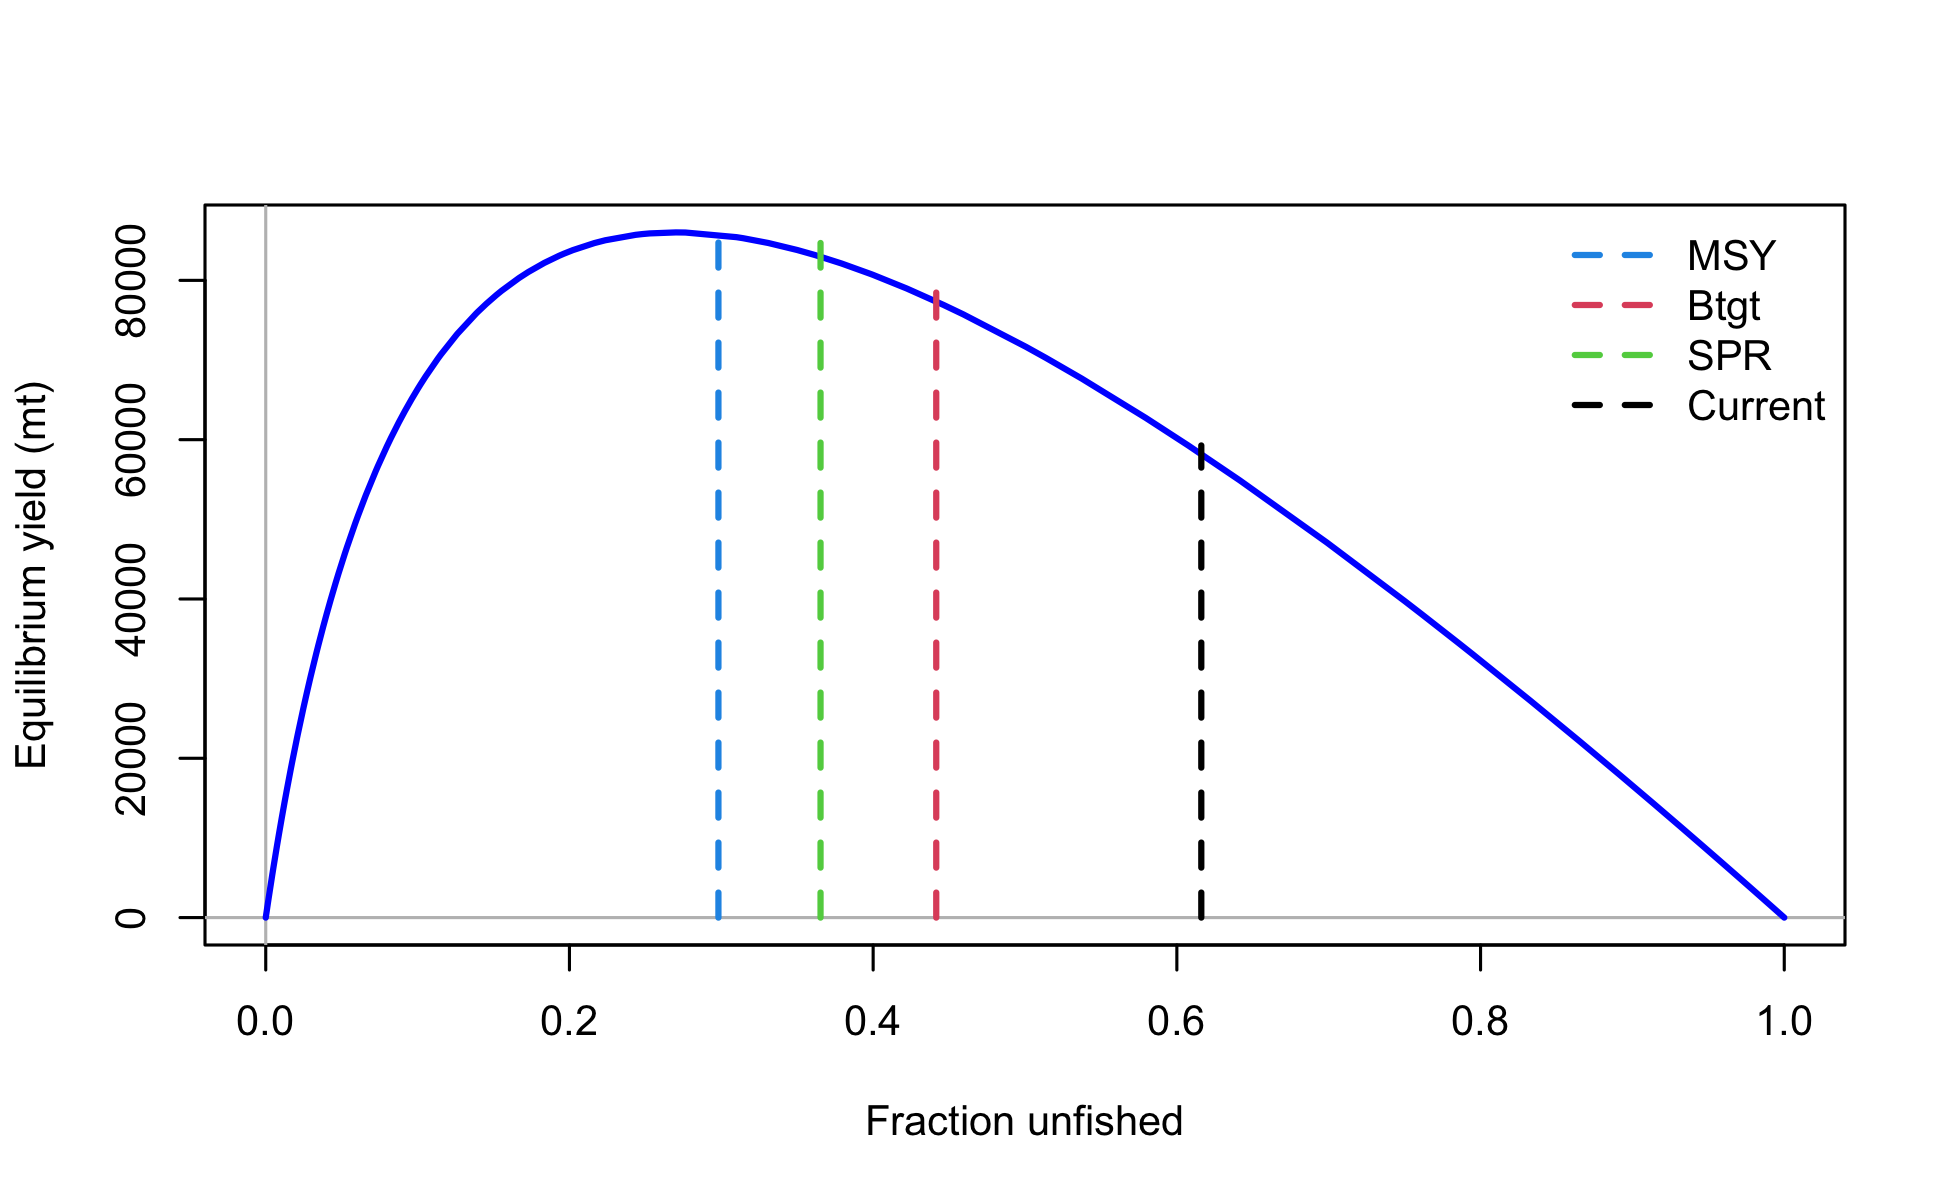 MSY
Btgt
SPR
Current
Equilibrium yield (mt)
80000
60000
40000
20000
0
0.0 0.2 0.4 0.6 0.8 1.0
Fraction unfished